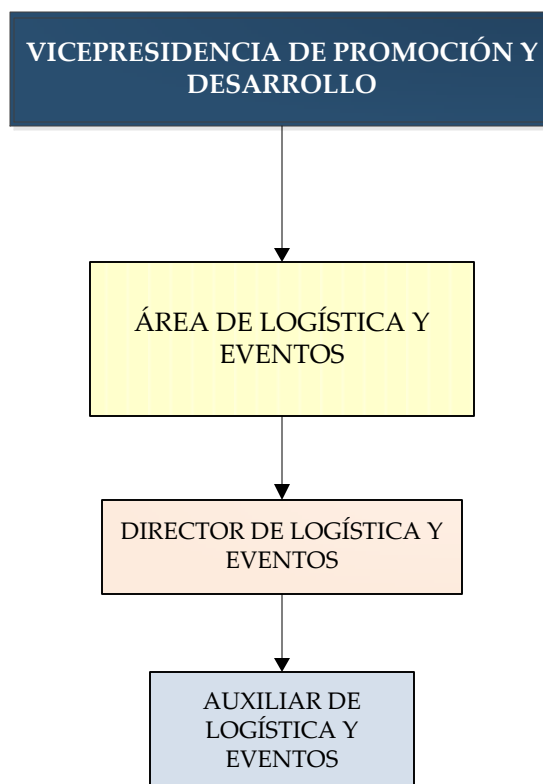 VICEPRESIDENCIA DE PROMOCIÓN Y
DESARROLLO
ÁREA DE LOGÍSTICA Y
EVENTOS
DIRECTOR DE LOGÍSTICA Y
EVENTOS
AUXILIAR DE
LOGÍSTICA Y
EVENTOS